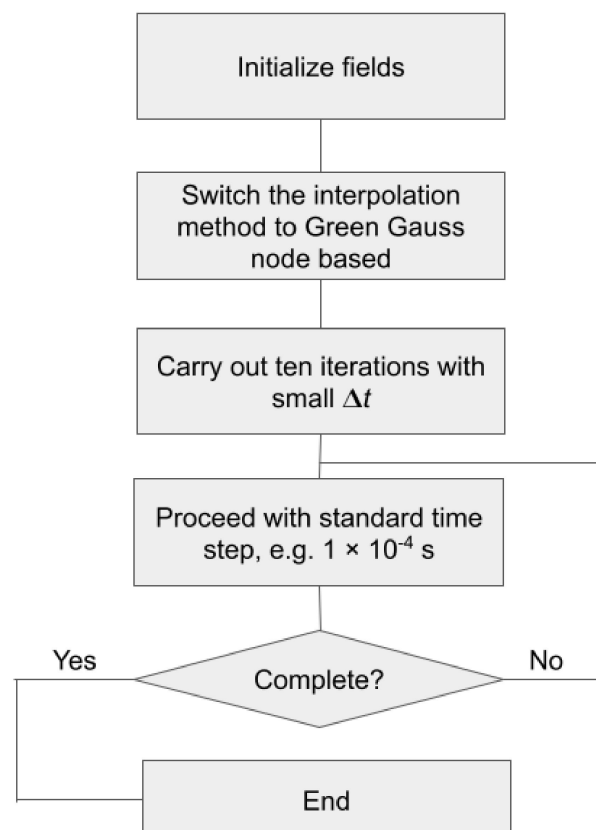 Initialize fields
Switch the interpolation
method to Green Gauss
node based
Carry out ten iterations with
small Δt
Proceed with standard time
step, e.g. 1 × 10⁻⁴ s
Yes
Complete?
No
End